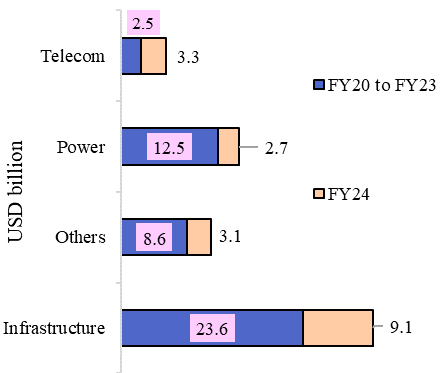 2.5
Telecom 3.3
FY20 to FY23
Power 12.5 2.7
USD billion
FY24
Others 8.6 3.1
Infrastructure 23.6 9.1